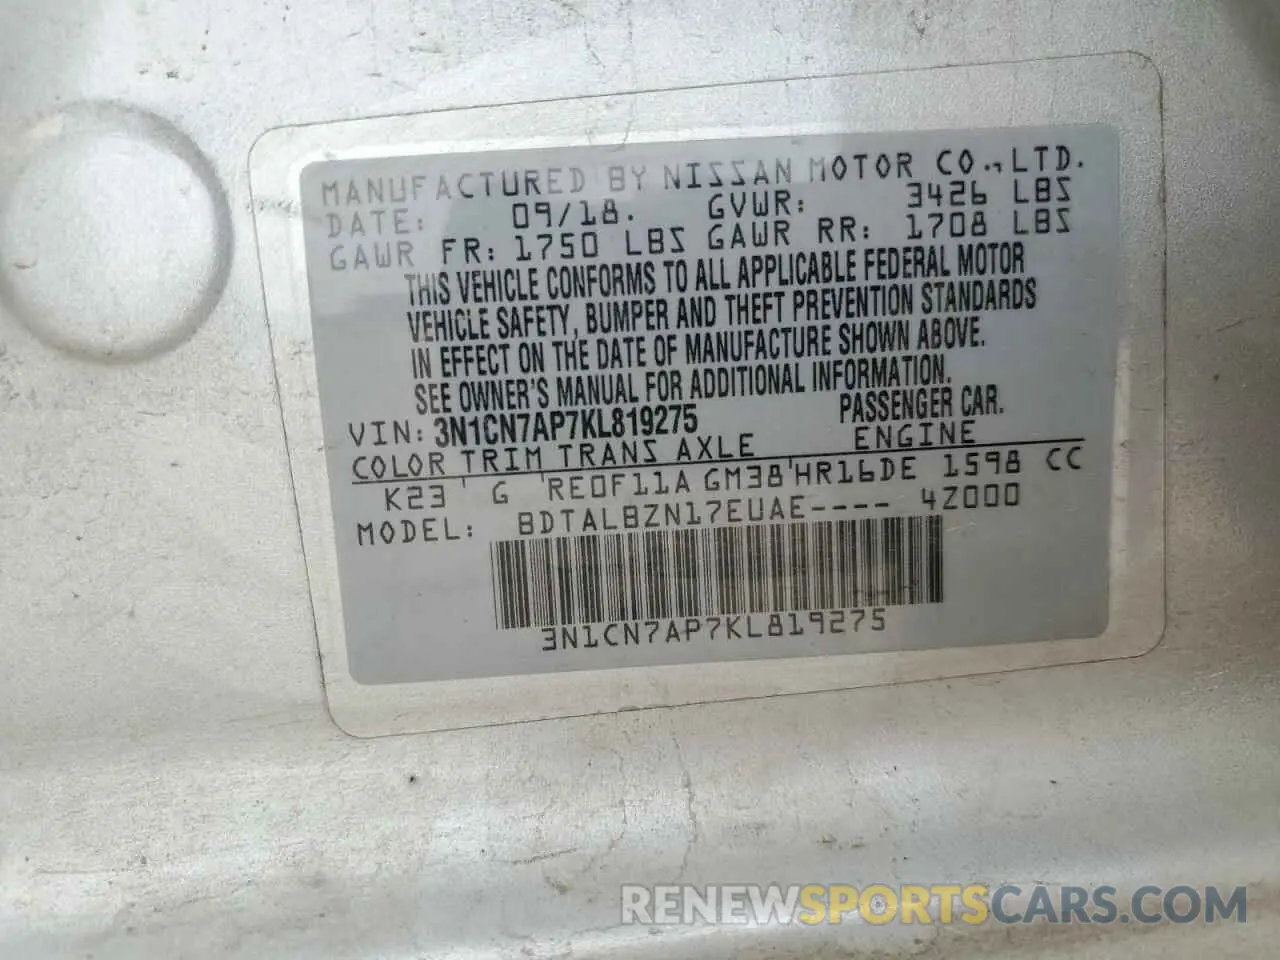 MANUFACTURED BY NISSAN MOTOR CO., LTD.
DATE: 09/18. GVWR: 3426 LBS
GAWR FR: 1750 LBS GAWR RR: 1708 LBS
THIS VEHICLE CONFORMS TO ALL APPLICABLE FEDERAL MOTOR
VEHICLE SAFETY, BUMPER AND THEFT PREVENTION STANDARDS
IN EFFECT ON THE DATE OF MANUFACTURE SHOWN ABOVE.
SEE OWNER'S MANUAL FOR ADDITIONAL INFORMATION.
VIN: 3N1CN7AP7KL819275 PASSENGER CAR.
COLOR TRIM TRANS AXLE ENGINE
K23 ' G 'RE0F11A GM38'HR16DE 1598 CC
MODEL: BDTALBZN17EUAE---- 4Z000
3N1CN7AP7KL819275
RENEWSPORTSCARS.COM